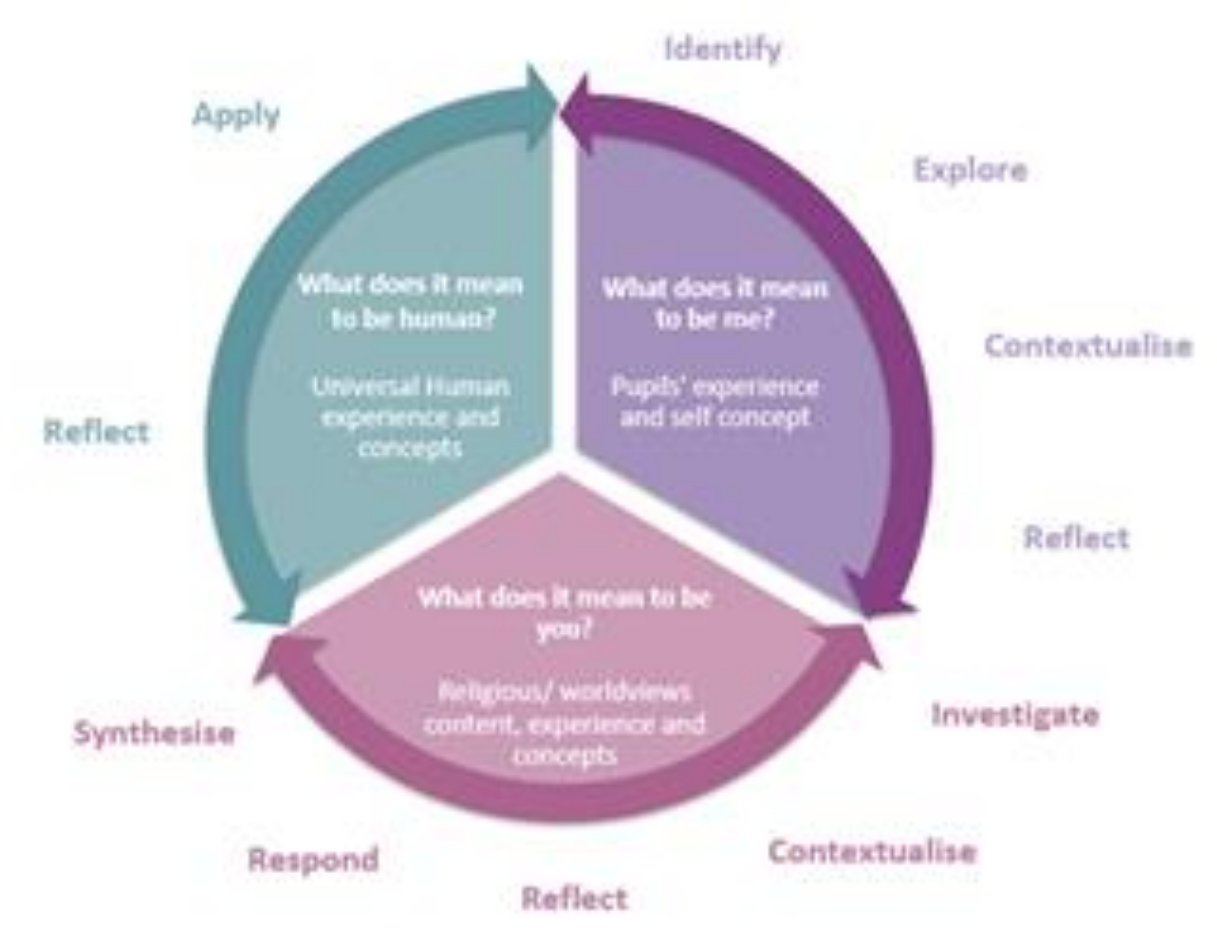 Identify
Apply
Explore
What does it mean
to be human?
Universal Human
experience and
concepts
What does it mean
to be me?
Pupils' experience
and self concept
Contextualise
Reflect
Reflect
What does it mean to be
you?
Religious/ worldviews
content, experience and
concepts
Investigate
Synthesise
Contextualise
Respond
Reflect